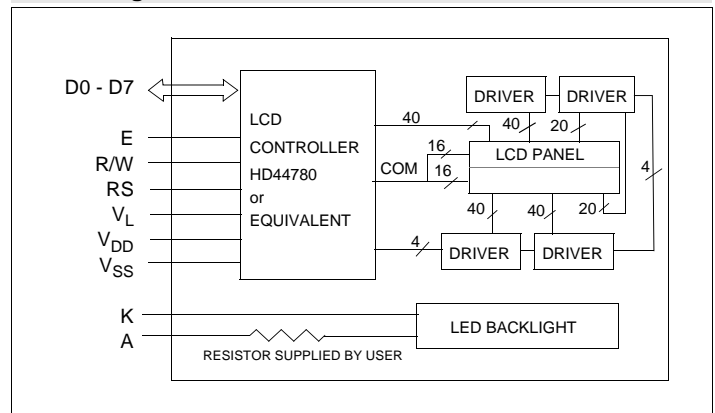 D0 - D7
E
R/W
RS
VL
VDD
VSS
K
A
LCD
CONTROLLER
HD44780
or
EQUIVALENT
40
COM
16
16
4
DRIVER
DRIVER
40
20
LCD PANEL
4
40
40
20
DRIVER
DRIVER
LED BACKLIGHT
RESISTOR SUPPLIED BY USER